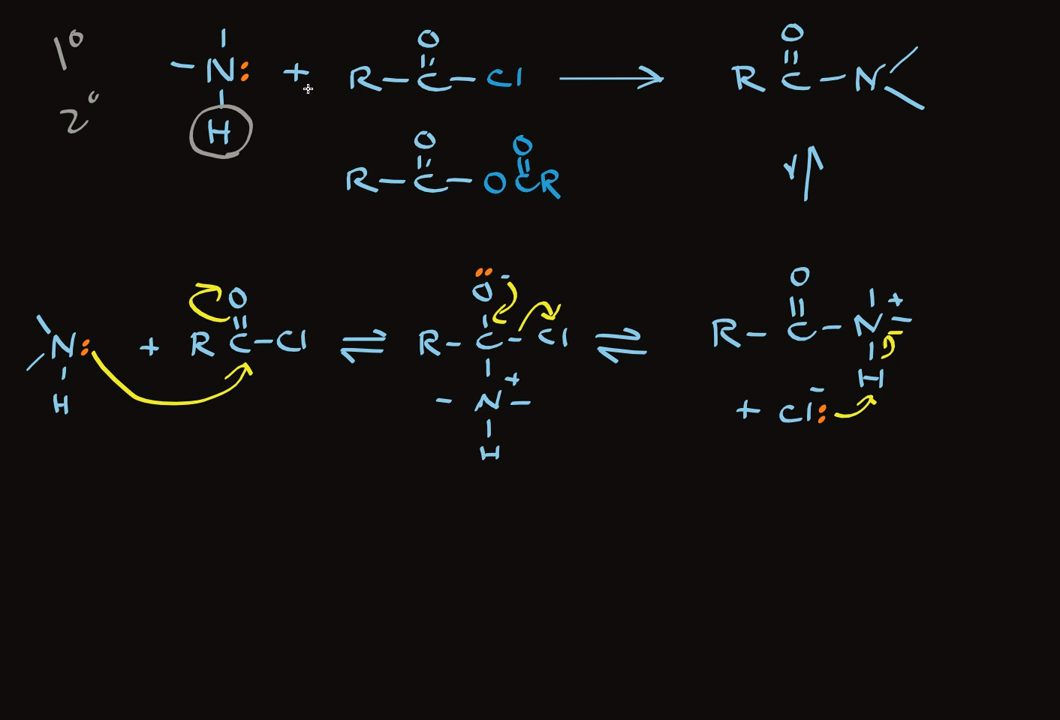 1° – N: + R – C – Cl ⟶ R C – N
O
O
2° H
O O
R – C – O C R
O O:⁻ O
N: + R C – Cl ⇌ R – C – Cl ⇌ R – C – N⁺ –
H – N⁺ – H
H + Cl:⁻